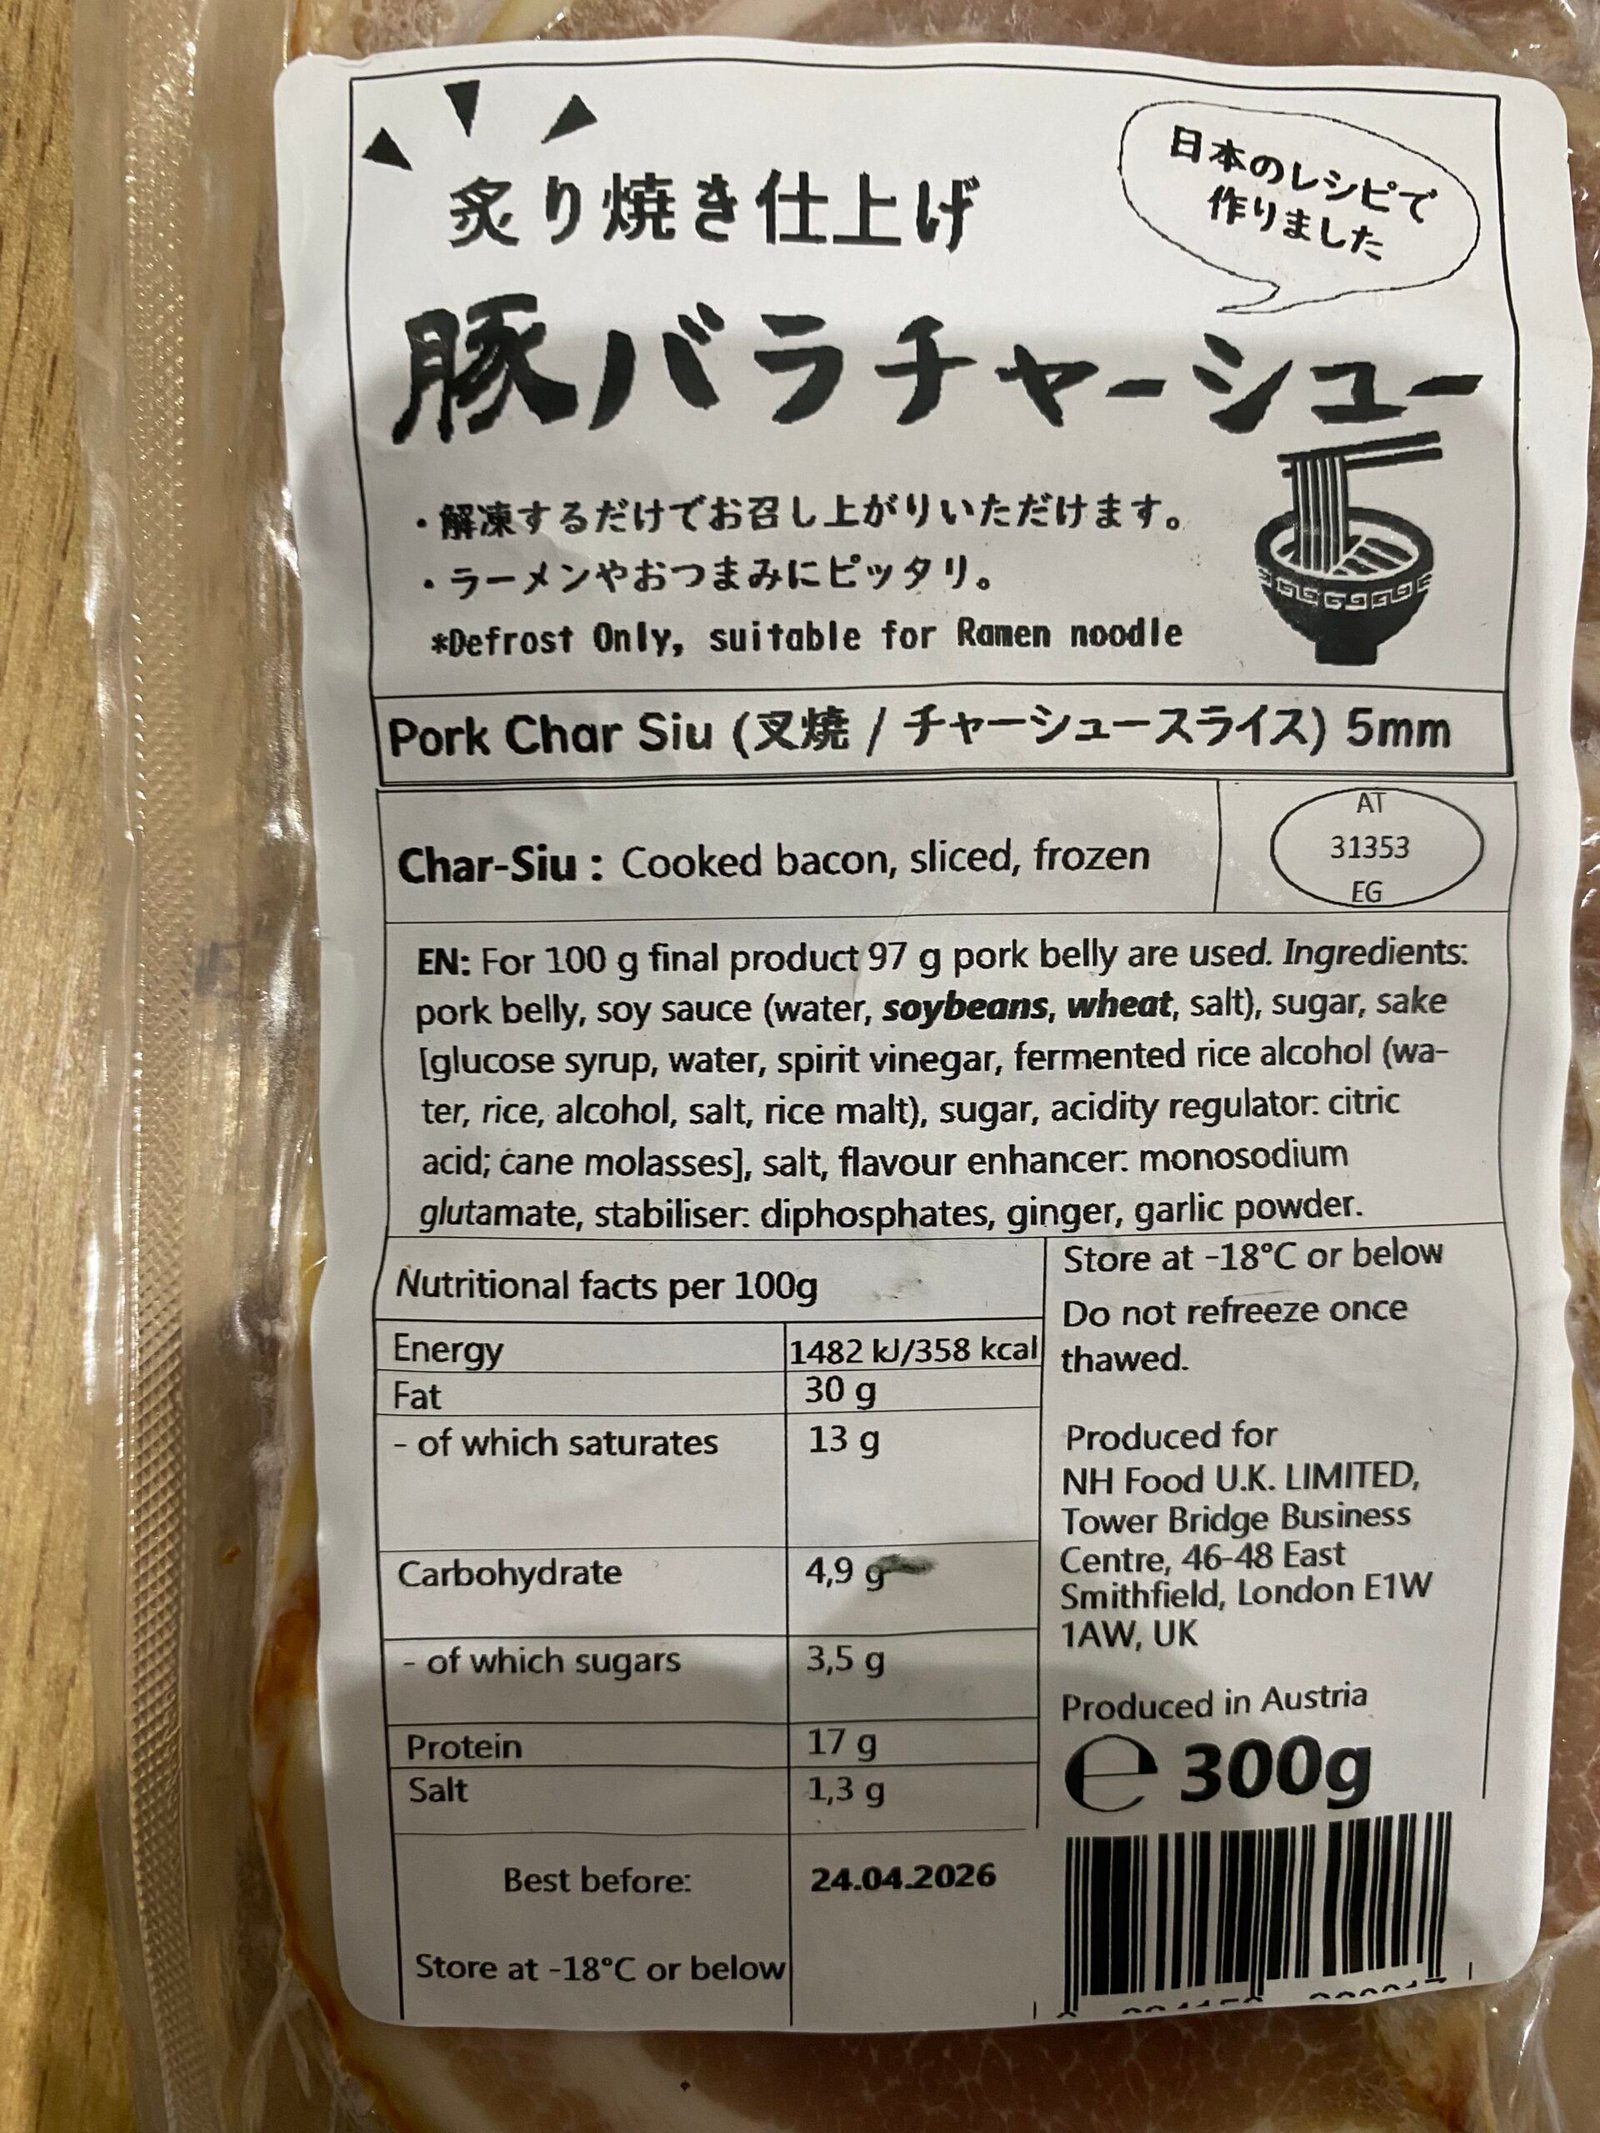 炙り焼き仕上げ
日本のレシピで
作りました
豚バラチャーシュー
・解凍するだけでお召し上がりいただけます。
・ラーメンやおつまみにピッタリ。
*Defrost Only, suitable for Ramen noodle
Pork Char Siu (叉焼 / チャーシュースライス) 5mm
Char-Siu : Cooked bacon, sliced, frozen
AT
31353
EG
EN: For 100 g final product 97 g pork belly are used. Ingredients:
pork belly, soy sauce (water, soybeans, wheat, salt), sugar, sake
[glucose syrup, water, spirit vinegar, fermented rice alcohol (wa-
ter, rice, alcohol, salt, rice malt), sugar, acidity regulator: citric
acid; cane molasses], salt, flavour enhancer: monosodium
glutamate, stabiliser: diphosphates, ginger, garlic powder.
Nutritional facts per 100g
Energy 1482 kJ/358 kcal
Fat 30 g
- of which saturates 13 g
Carbohydrate 4,9 g
- of which sugars 3,5 g
Protein 17 g
Salt 1,3 g
Best before: 24.04.2026
Store at -18°C or below
Store at -18°C or below
Do not refreeze once
thawed.
Produced for
NH Food U.K. LIMITED,
Tower Bridge Business
Centre, 46-48 East
Smithfield, London E1W
1AW, UK
Produced in Austria
℮ 300g